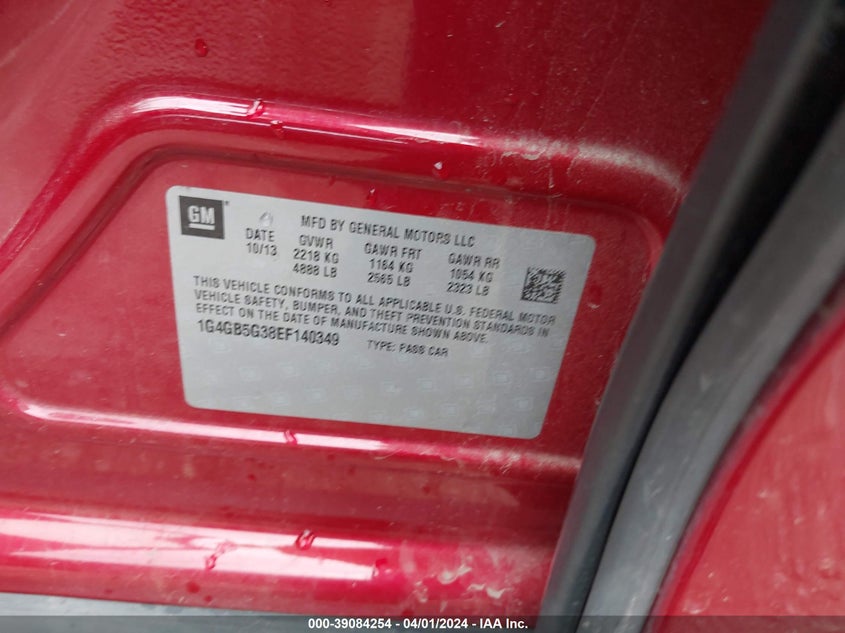 GM
MFD BY GENERAL MOTORS LLC
DATE GVWR GAWR FRT GAWR RR
10/13 2218 KG 1164 KG 1054 KG
4888 LB 2565 LB 2323 LB
THIS VEHICLE CONFORMS TO ALL APPLICABLE U.S. FEDERAL MOTOR
VEHICLE SAFETY, BUMPER, AND THEFT PREVENTION STANDARDS IN
EFFECT ON THE DATE OF MANUFACTURE SHOWN ABOVE.
1G4GB5G38EF140349 TYPE: PASS CAR
000-39084254 - 04/01/2024 - IAA Inc.